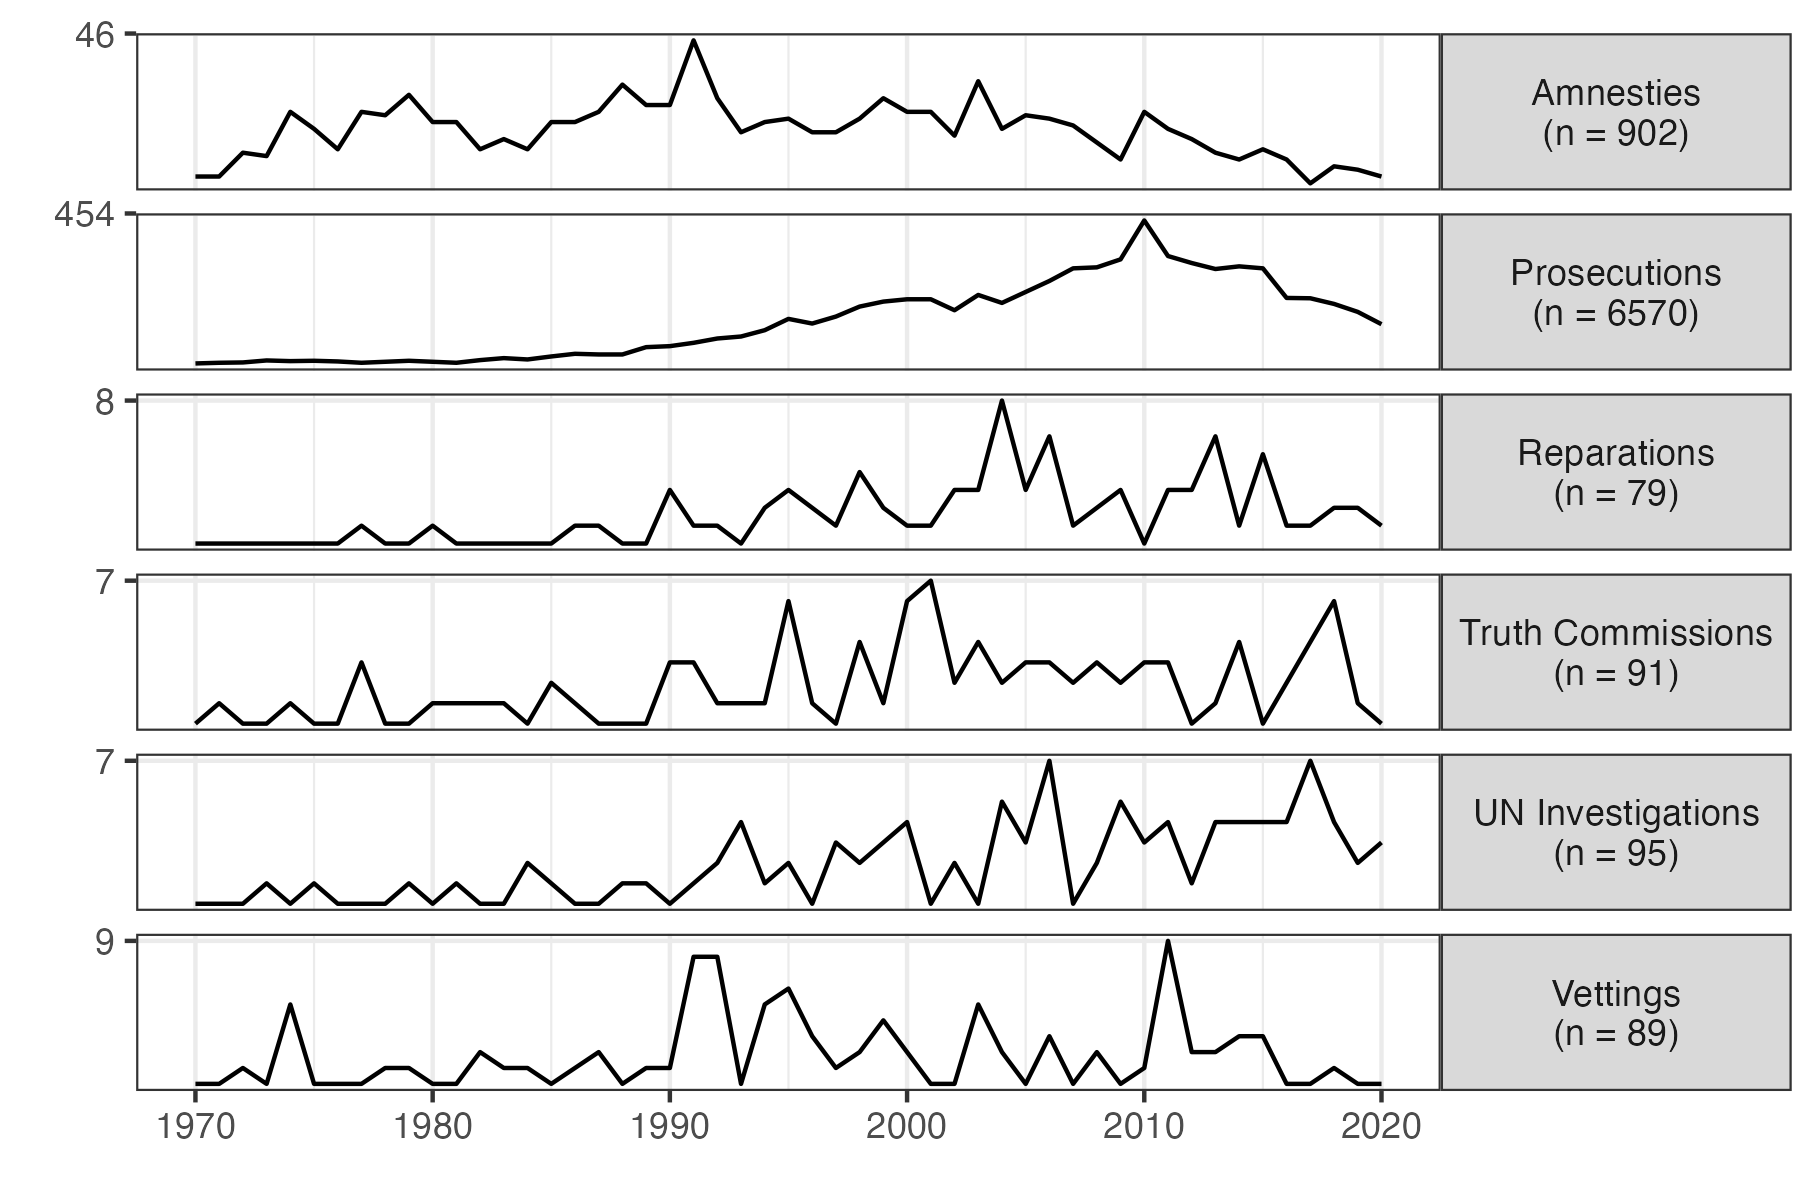 46
Amnesties
(n = 902)
454
Prosecutions
(n = 6570)
8
Reparations
(n = 79)
7
Truth Commissions
(n = 91)
7
UN Investigations
(n = 95)
9
Vettings
(n = 89)
1970 1980 1990 2000 2010 2020